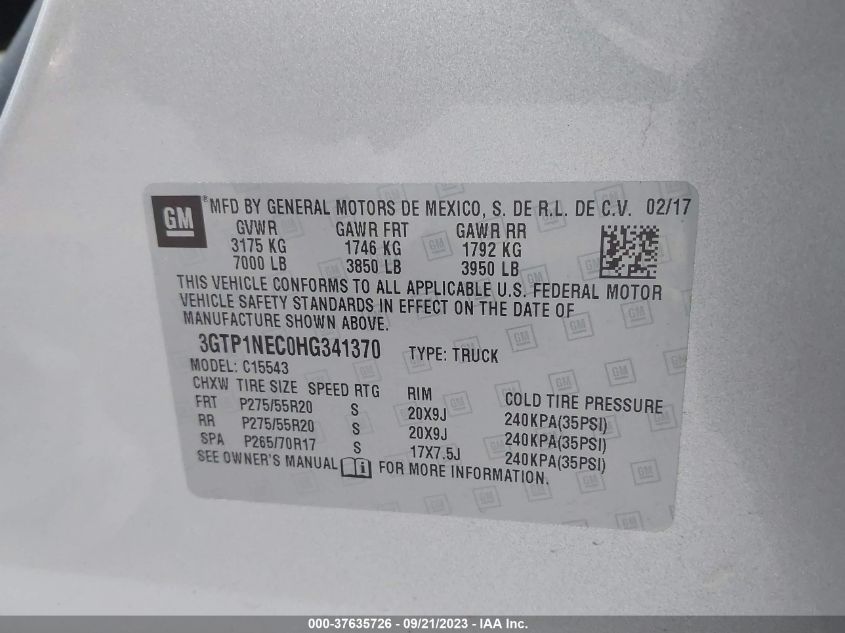 GM ® MFD BY GENERAL MOTORS DE MEXICO, S. DE R.L. DE C.V. 02/17
GVWR GAWR FRT GAWR RR
3175 KG 1746 KG 1792 KG
7000 LB 3850 LB 3950 LB
THIS VEHICLE CONFORMS TO ALL APPLICABLE U.S. FEDERAL MOTOR
VEHICLE SAFETY STANDARDS IN EFFECT ON THE DATE OF
MANUFACTURE SHOWN ABOVE.
3GTP1NEC0HG341370 TYPE: TRUCK
MODEL: C15543
CHXW TIRE SIZE SPEED RTG RIM COLD TIRE PRESSURE
FRT P275/55R20 S 20X9J 240KPA(35PSI)
RR P275/55R20 S 20X9J 240KPA(35PSI)
SPA P265/70R17 S 17X7.5J 240KPA(35PSI)
SEE OWNER'S MANUAL i FOR MORE INFORMATION.
000-37635726 - 09/21/2023 - IAA Inc.